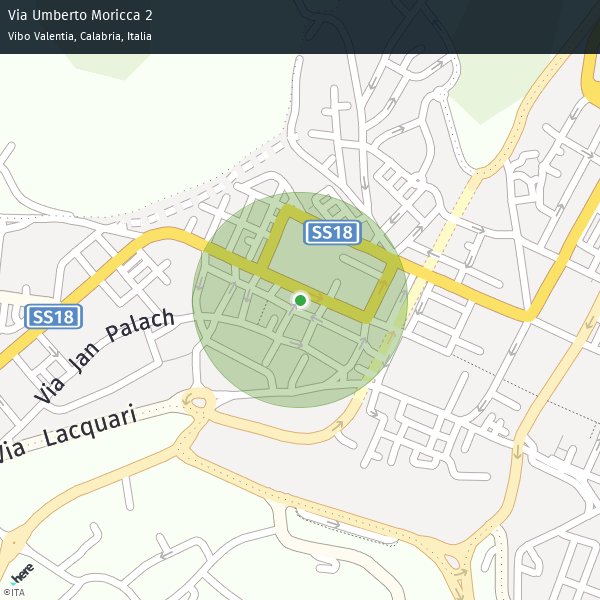 Via Umberto Moricca 2
Vibo Valentia, Calabria, Italia
SS18
SS18
Via Jan Palach
Via Lacquari
here
©ITA